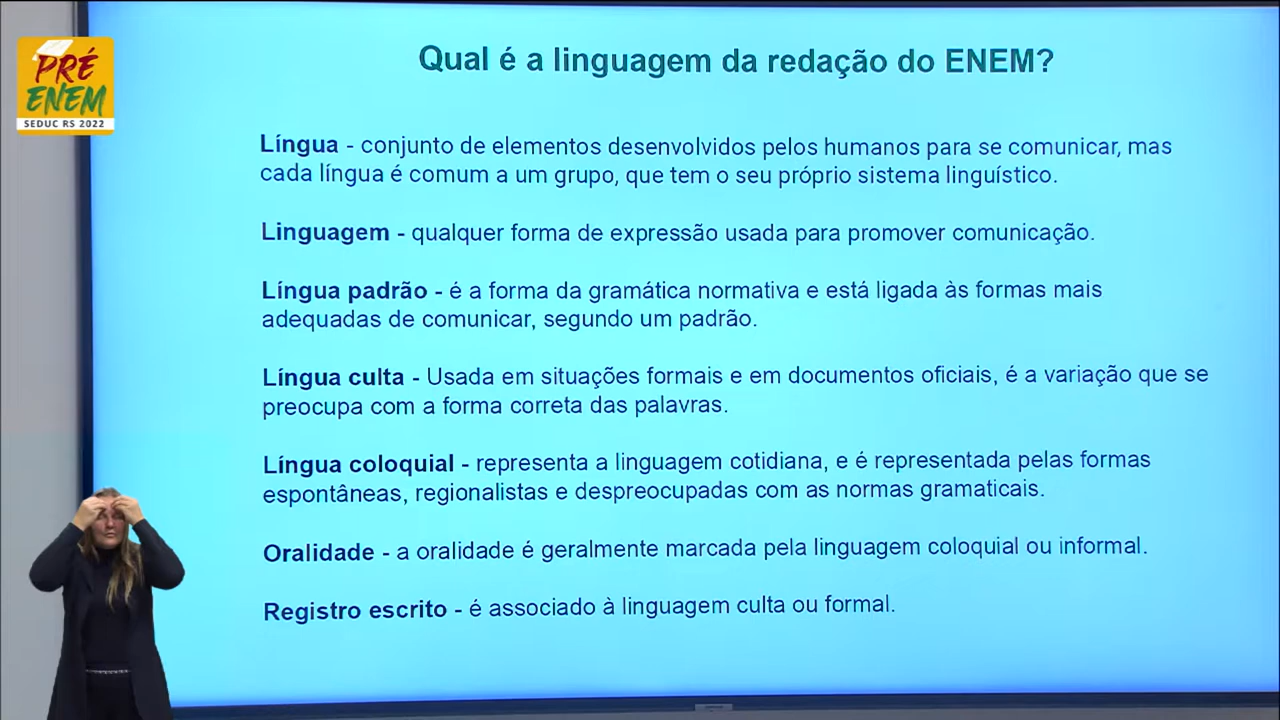 PRÉ
ENEM
SEDUC RS 2022
Qual é a linguagem da redação do ENEM?
Língua - conjunto de elementos desenvolvidos pelos humanos para se comunicar, mas
cada língua é comum a um grupo, que tem o seu próprio sistema linguístico.
Linguagem - qualquer forma de expressão usada para promover comunicação.
Língua padrão - é a forma da gramática normativa e está ligada às formas mais
adequadas de comunicar, segundo um padrão.
Língua culta - Usada em situações formais e em documentos oficiais, é a variação que se
preocupa com a forma correta das palavras.
Língua coloquial - representa a linguagem cotidiana, e é representada pelas formas
espontâneas, regionalistas e despreocupadas com as normas gramaticais.
Oralidade - a oralidade é geralmente marcada pela linguagem coloquial ou informal.
Registro escrito - é associado à linguagem culta ou formal.